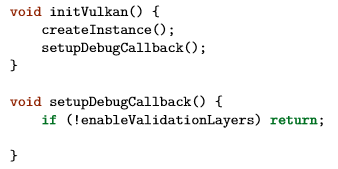 void initVulkan() {
    createInstance();
    setupDebugCallback();
}

void setupDebugCallback() {
    if (!enableValidationLayers) return;

}